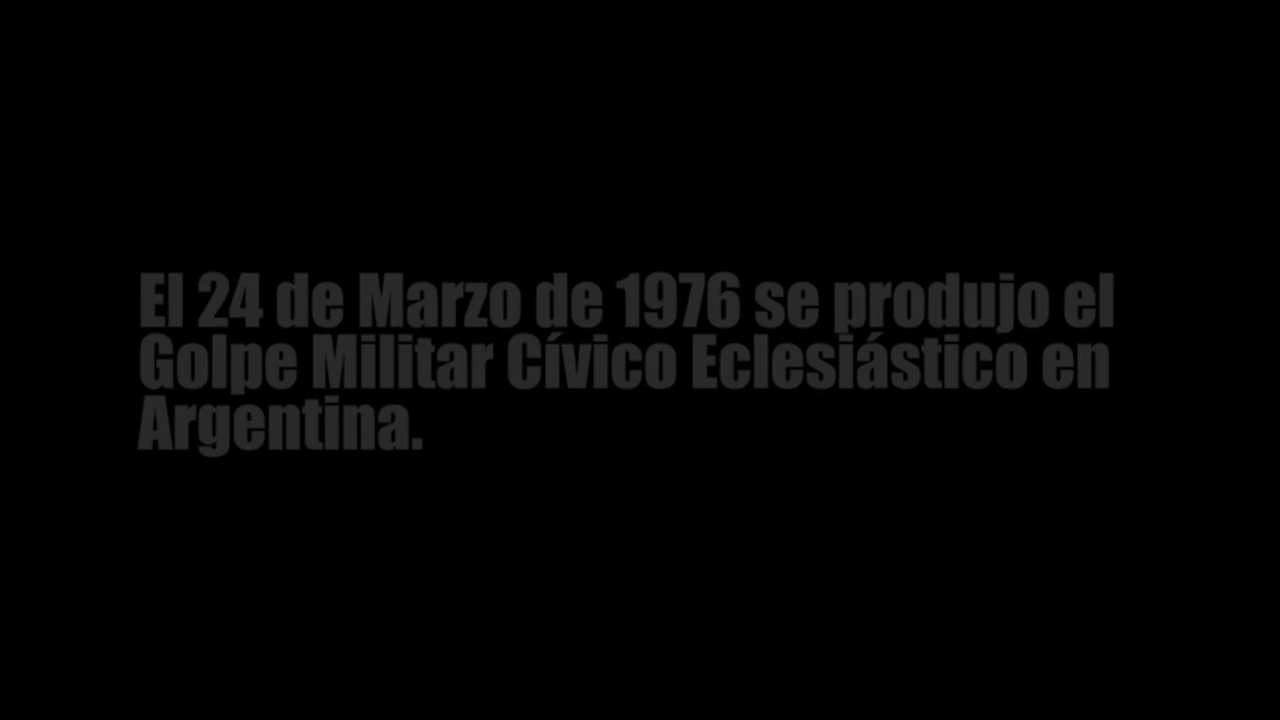 El 24 de Marzo de 1976 se produjo el
Golpe Militar Cívico Eclesiástico en
Argentina.